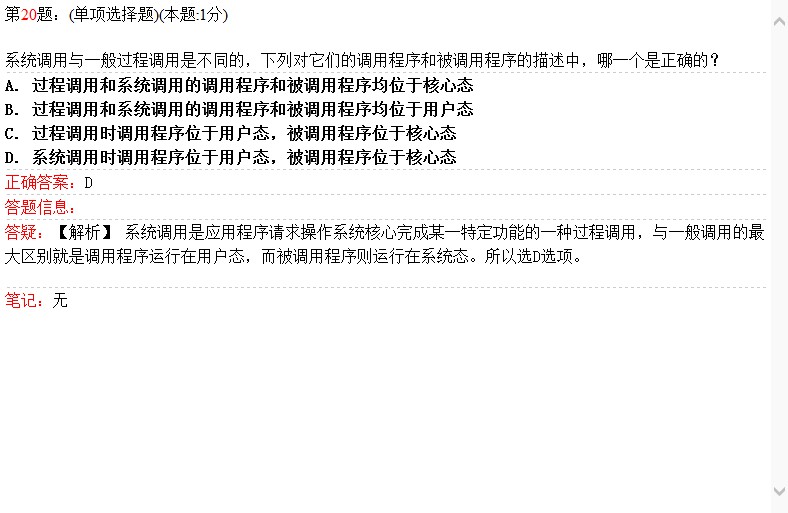 第20题：(单项选择题)(本题:1分)
系统调用与一般过程调用是不同的，下列对它们的调用程序和被调用程序的描述中，哪一个是正确的？
A. 过程调用和系统调用的调用程序和被调用程序均位于核心态
B. 过程调用和系统调用的调用程序和被调用程序均位于用户态
C. 过程调用时调用程序位于用户态，被调用程序位于核心态
D. 系统调用时调用程序位于用户态，被调用程序位于核心态
正确答案：D
答题信息：
答疑：【解析】 系统调用是应用程序请求操作系统核心完成某一特定功能的一种过程调用，与一般调用的最
大区别就是调用程序运行在用户态，而被调用程序则运行在系统态。所以选D选项。
笔记：无